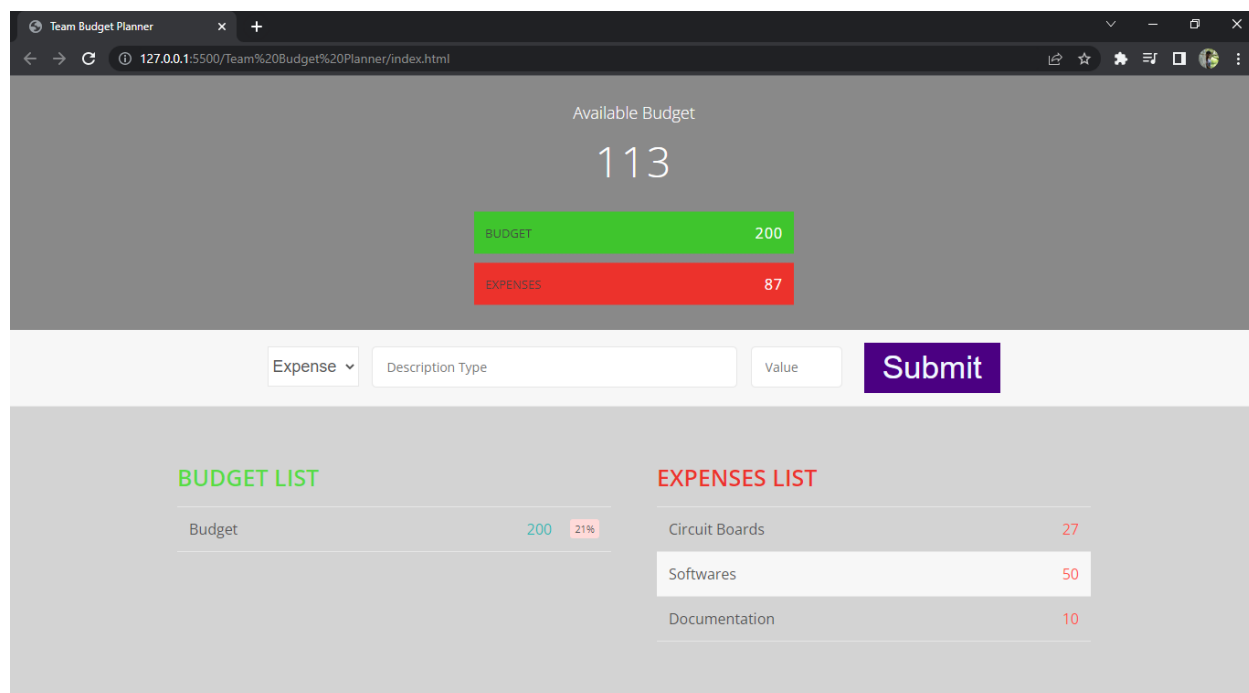 Team Budget Planner
127.0.0.1:5500/Team%20Budget%20Planner/index.html
Available Budget
113
BUDGET 200
EXPENSES 87
Expense Description Type Value Submit
BUDGET LIST
Budget 200 21%
EXPENSES LIST
Circuit Boards 27
Softwares 50
Documentation 10